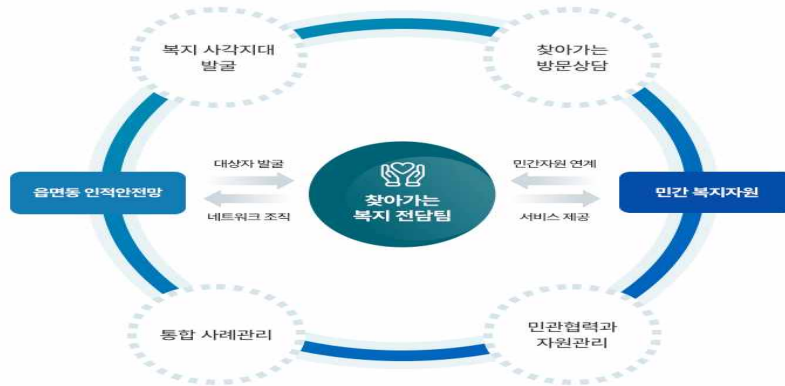 복지 사각지대
발굴
찾아가는
방문상담
대상자 발굴
민간자원 연계
읍면동 인적안전망
찾아가는
복지 전담팀
민간 복지자원
네트워크 조직
서비스 제공
통합 사례관리
민관협력과
자원관리